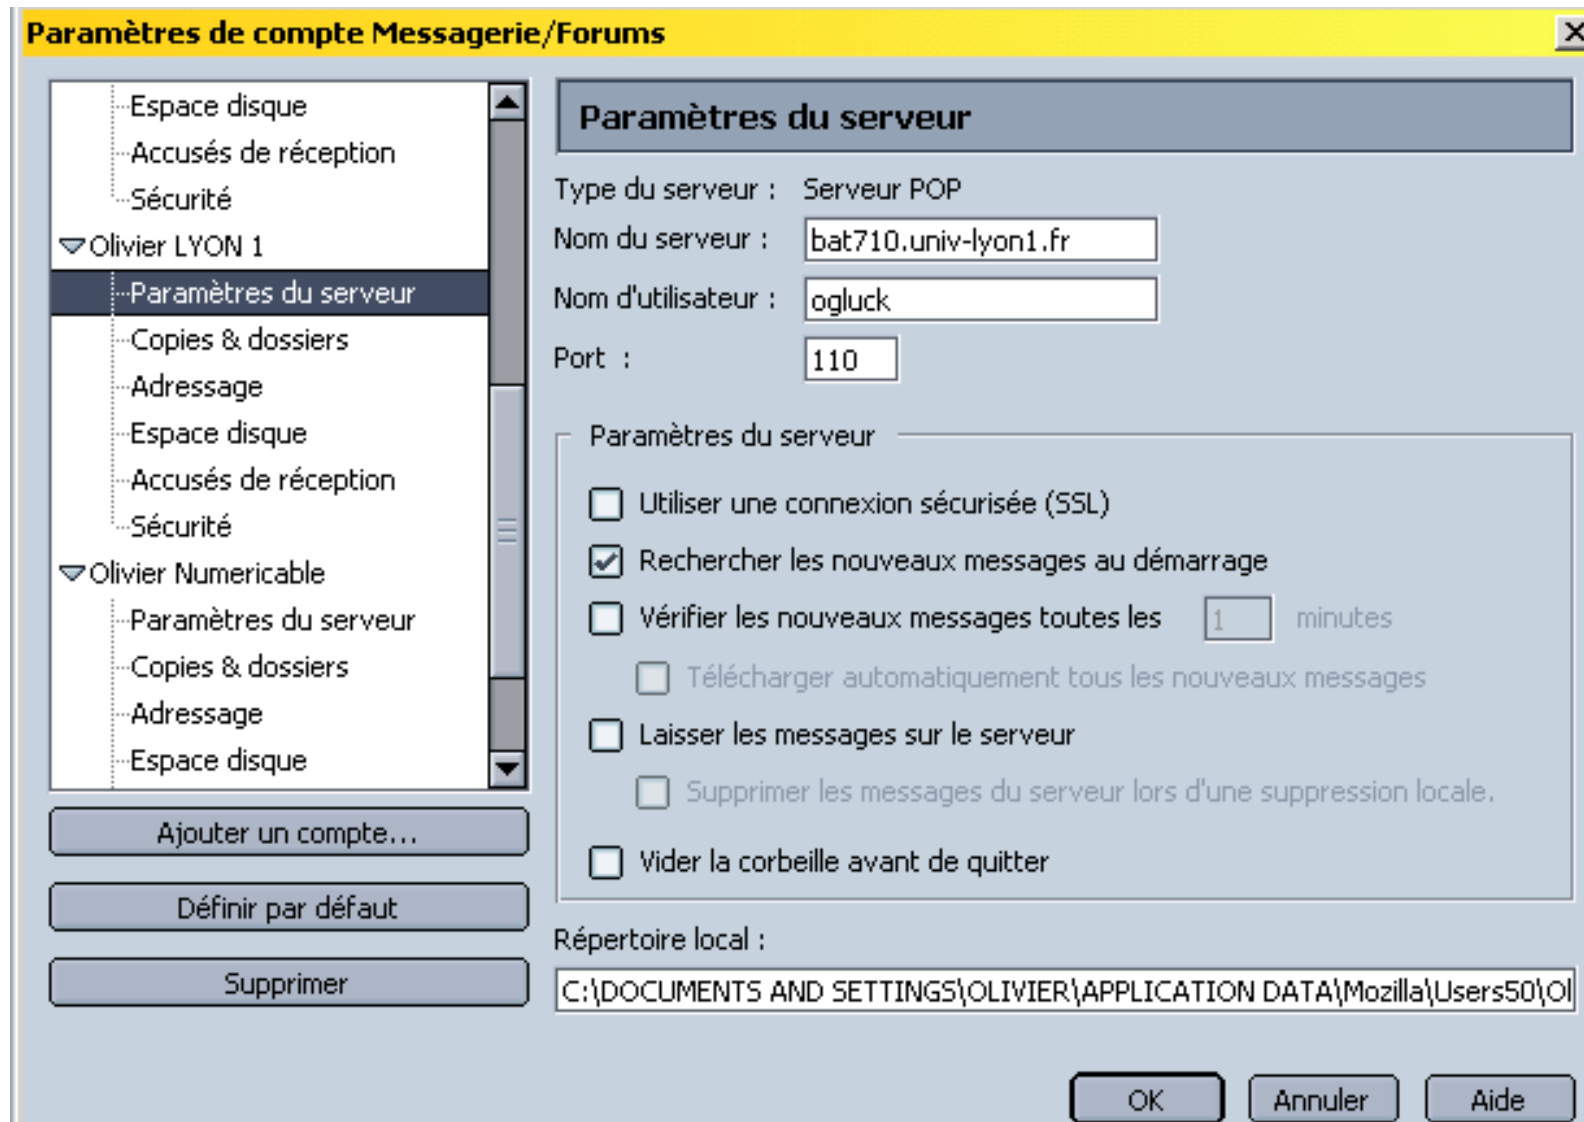 Paramètres de compte Messagerie/Forums
Espace disque
Accusés de réception
Sécurité
Olivier LYON 1
Paramètres du serveur
Copies & dossiers
Adressage
Espace disque
Accusés de réception
Sécurité
Olivier Numericable
Paramètres du serveur
Copies & dossiers
Adressage
Espace disque
Ajouter un compte...
Définir par défaut
Supprimer
Paramètres du serveur
Type du serveur : Serveur POP
Nom du serveur : bat710.univ-lyon1.fr
Nom d'utilisateur : ogluck
Port : 110
Paramètres du serveur
Utiliser une connexion sécurisée (SSL)
Rechercher les nouveaux messages au démarrage
Vérifier les nouveaux messages toutes les 1 minutes
Télécharger automatiquement tous les nouveaux messages
Laisser les messages sur le serveur
Supprimer les messages du serveur lors d'une suppression locale.
Vider la corbeille avant de quitter
Répertoire local :
C:\DOCUMENTS AND SETTINGS\OLIVIER\APPLICATION DATA\Mozilla\Users50\Ol
OK Annuler Aide